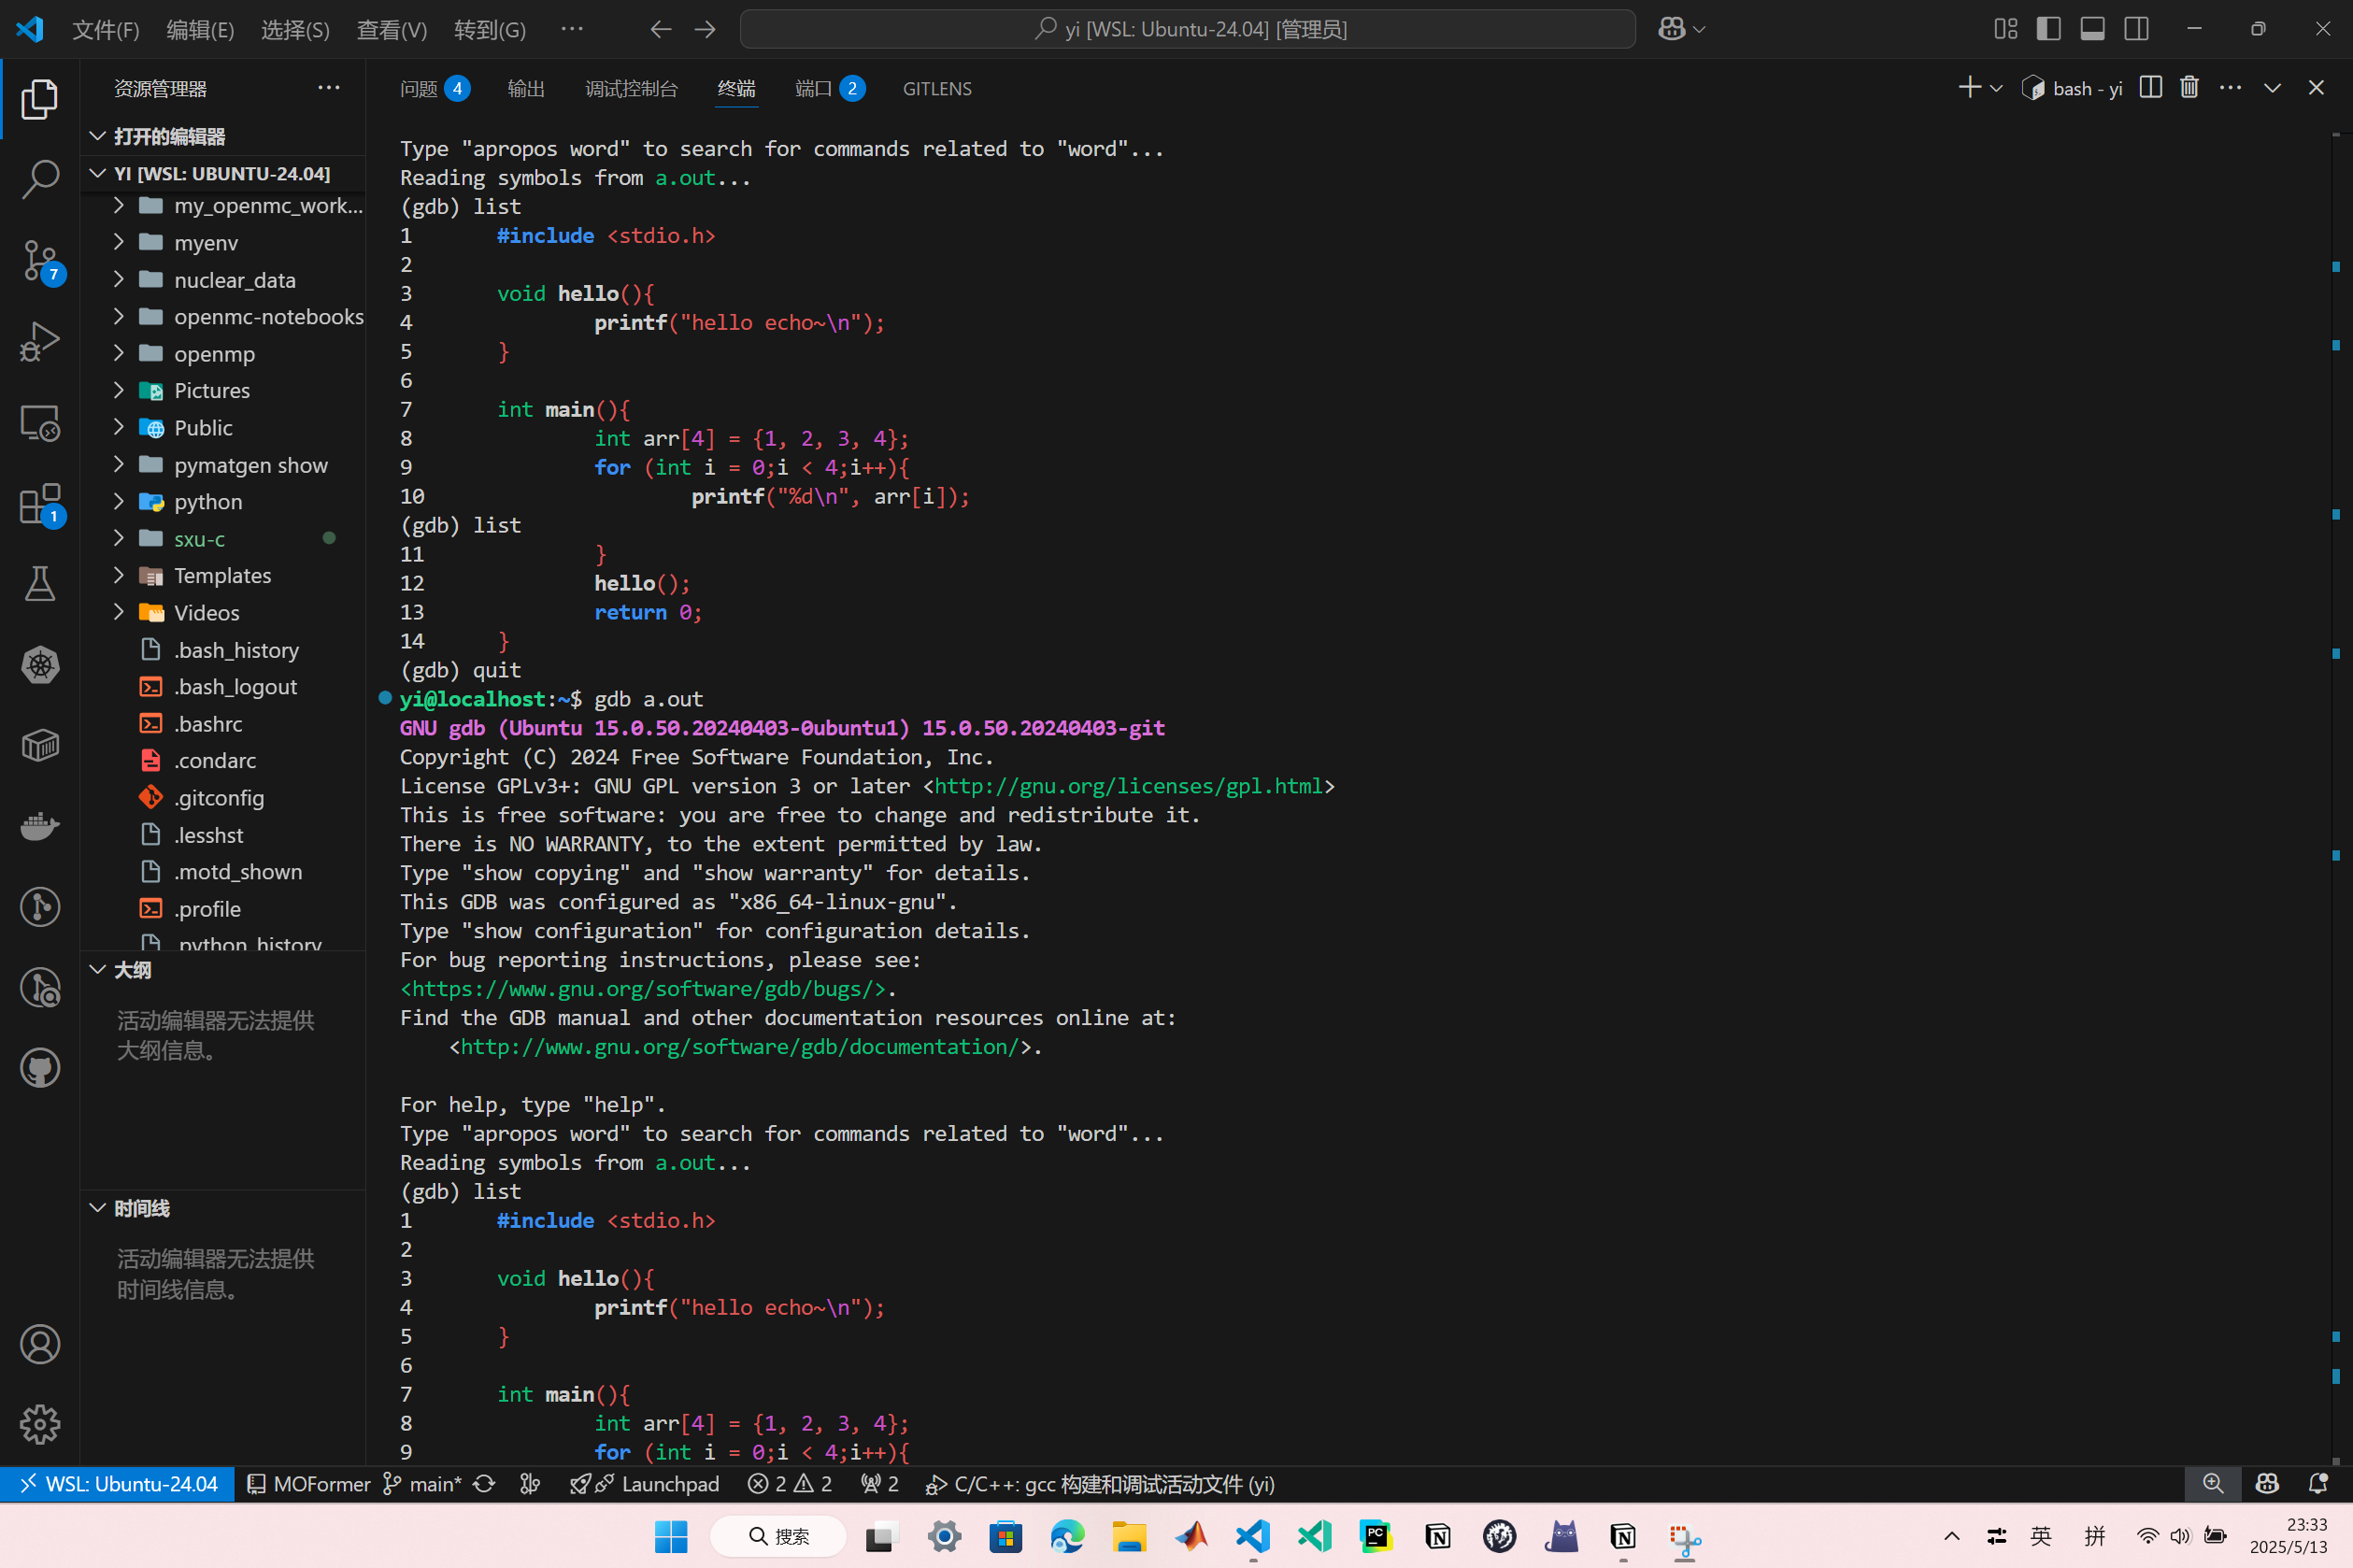 文件(F) 编辑(E) 选择(S) 查看(V) 转到(G) ··· yi [WSL: Ubuntu-24.04] [管理员]
资源管理器 ···
问题 4 输出 调试控制台 终端 端口 2 GITLENS bash - yi ···
打开的编辑器
YI [WSL: UBUNTU-24.04]
my_openmc_work...
myenv
nuclear_data
openmc-notebooks
openmp
Pictures
Public
pymatgen show
python
sxu-c
Templates
Videos
.bash_history
.bash_logout
.bashrc
.condarc
.gitconfig
.lesshst
.motd_shown
.profile
.python_history
大纲
活动编辑器无法提供
大纲信息。
时间线
活动编辑器无法提供
时间线信息。
7
1
Type "apropos word" to search for commands related to "word"...
Reading symbols from a.out...
(gdb) list
1 #include <stdio.h>
2
3 void hello(){
4 printf("hello echo~\n");
5 }
6
7 int main(){
8 int arr[4] = {1, 2, 3, 4};
9 for (int i = 0;i < 4;i++){
10 printf("%d\n", arr[i]);
(gdb) list
11 }
12 hello();
13 return 0;
14 }
(gdb) quit
yi@localhost:~$ gdb a.out
GNU gdb (Ubuntu 15.0.50.20240403-0ubuntu1) 15.0.50.20240403-git
Copyright (C) 2024 Free Software Foundation, Inc.
License GPLv3+: GNU GPL version 3 or later <http://gnu.org/licenses/gpl.html>
This is free software: you are free to change and redistribute it.
There is NO WARRANTY, to the extent permitted by law.
Type "show copying" and "show warranty" for details.
This GDB was configured as "x86_64-linux-gnu".
Type "show configuration" for configuration details.
For bug reporting instructions, please see:
<https://www.gnu.org/software/gdb/bugs/>.
Find the GDB manual and other documentation resources online at:
<http://www.gnu.org/software/gdb/documentation/>.
For help, type "help".
Type "apropos word" to search for commands related to "word"...
Reading symbols from a.out...
(gdb) list
1 #include <stdio.h>
2
3 void hello(){
4 printf("hello echo~\n");
5 }
6
7 int main(){
8 int arr[4] = {1, 2, 3, 4};
9 for (int i = 0;i < 4;i++){
WSL: Ubuntu-24.04 MOFormer main* Launchpad 2 2 2 C/C++: gcc 构建和调试活动文件 (yi)
搜索 PC 英 拼 23:33
2025/5/13